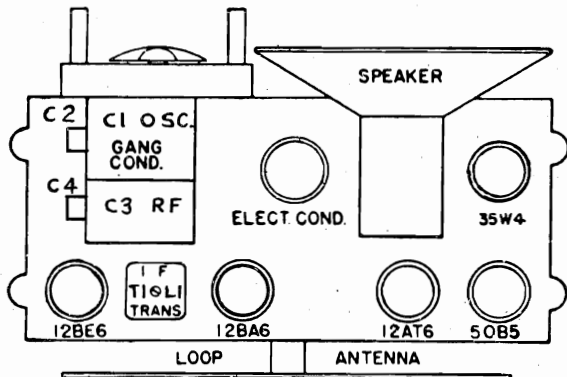 SPEAKER
C2
C1 OSC.
GANG
COND.
C4
C3 RF
ELECT. COND.
35W4
I F
T1 L1
TRANS
12BE6
12BA6
12AT6
50B5
LOOP ANTENNA